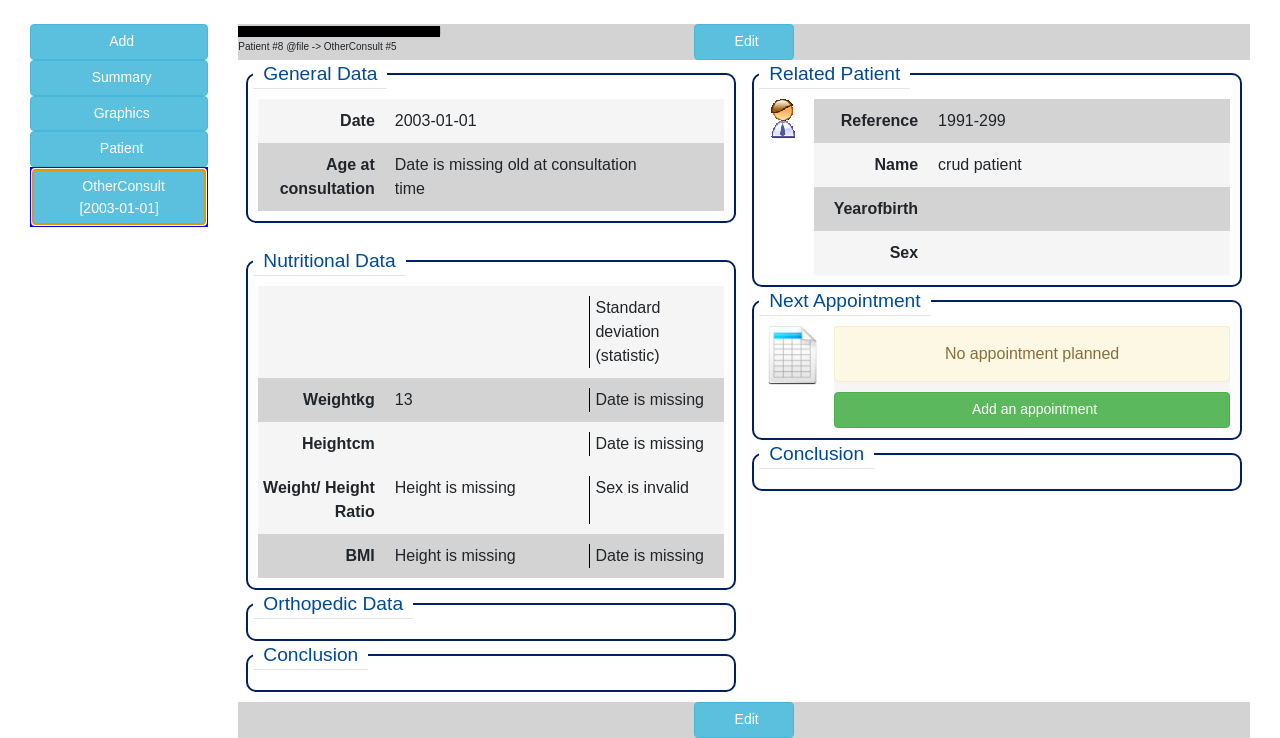 Add
Summary
Graphics
Patient
OtherConsult
[2003-01-01]
Patient #8 @file -> OtherConsult #5
Edit
General Data
Date 2003-01-01
Age at consultation Date is missing old at consultation time
Nutritional Data
Standard
deviation
(statistic)
Weightkg 13 Date is missing
Heightcm Date is missing
Weight/ Height Ratio Height is missing Sex is invalid
BMI Height is missing Date is missing
Orthopedic Data
Conclusion
Related Patient
Reference 1991-299
Name crud patient
Yearofbirth
Sex
Next Appointment
No appointment planned
Add an appointment
Conclusion
Edit